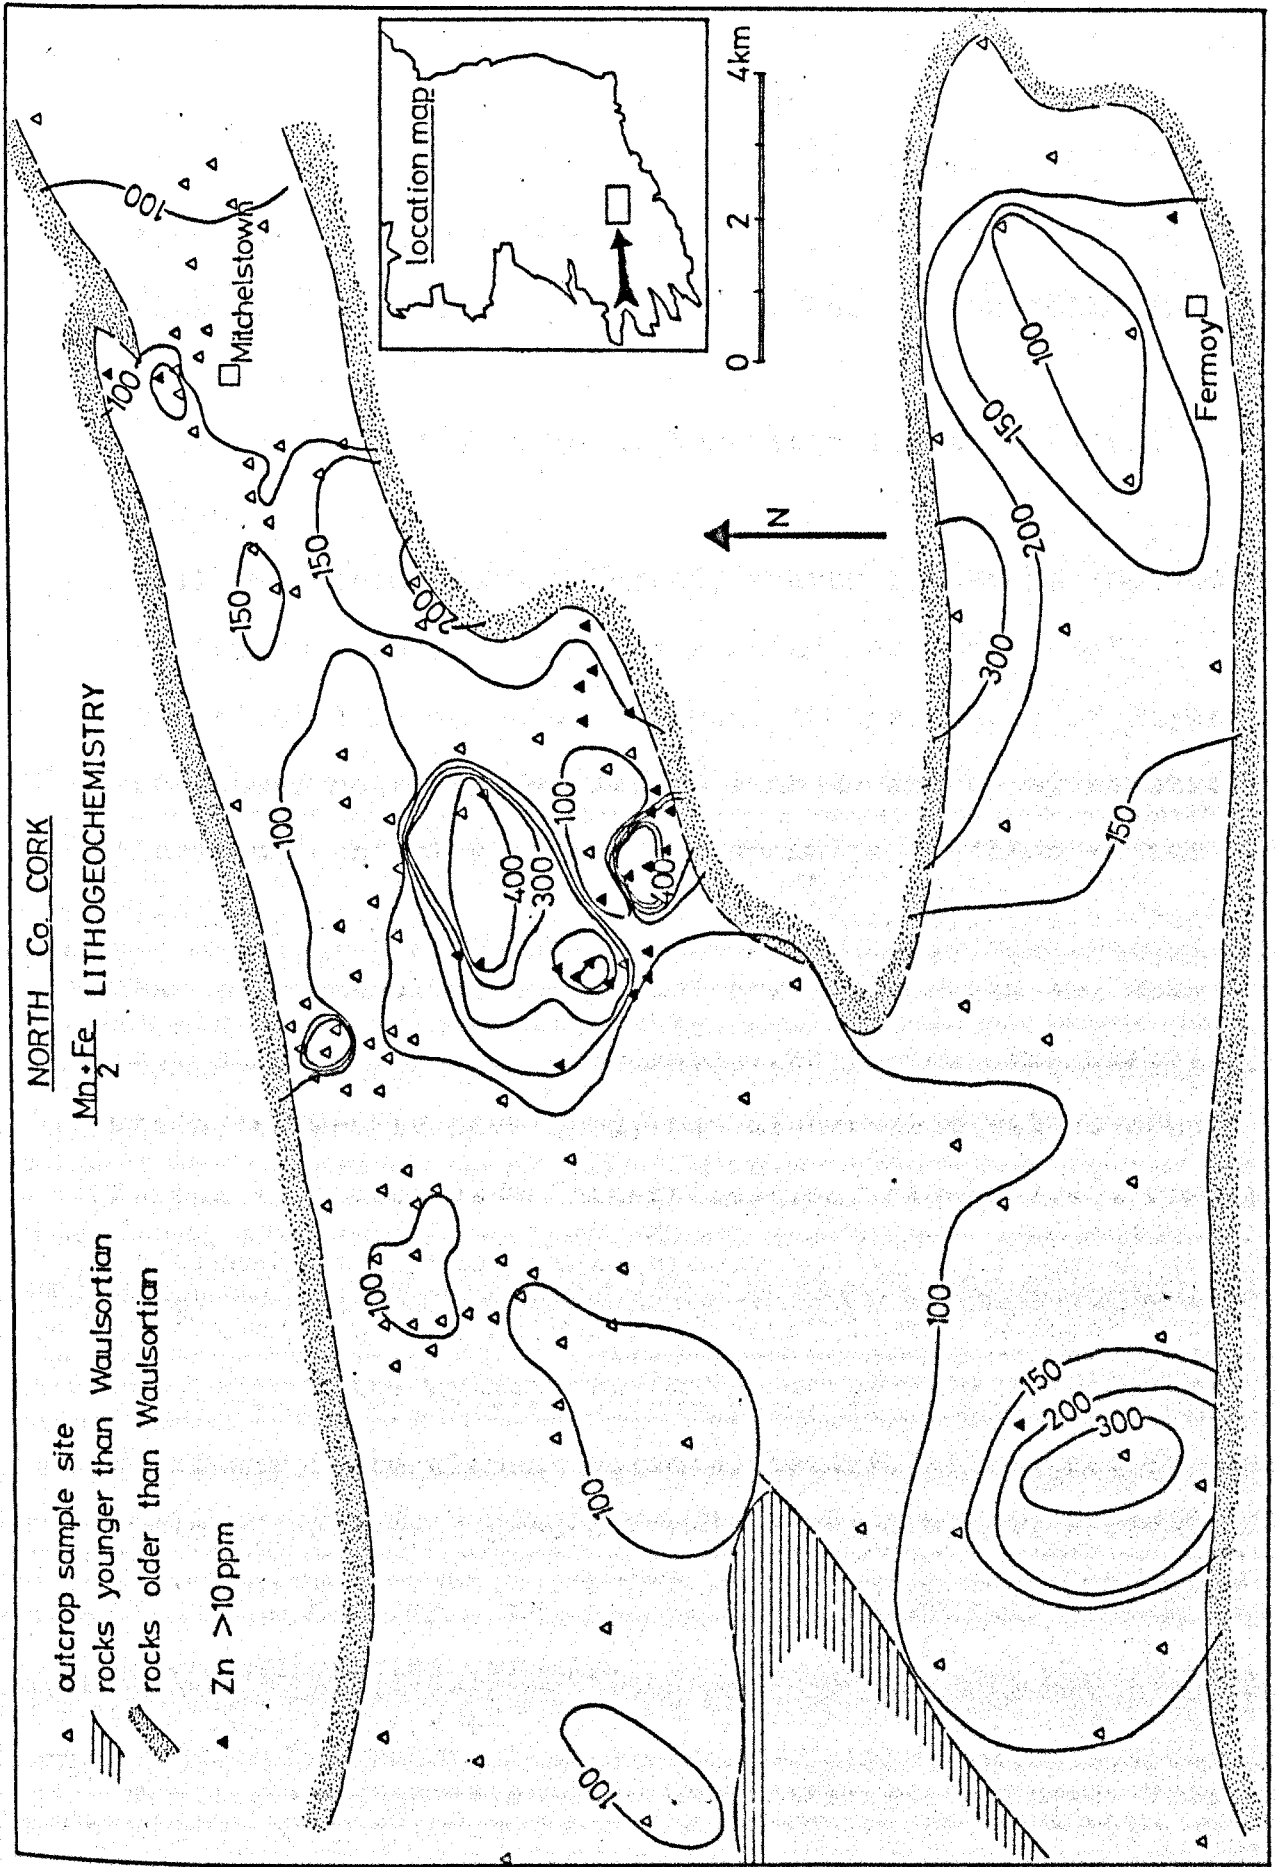 NORTH Co. CORK
Mn+Fe LITHOGEOCHEMISTRY
2
outcrop sample site
rocks younger than Waulsortian
rocks older than Waulsortian
Zn >10 ppm
location map
0 2 4km
N
Mitchelstown
Fermoy
100
100
150
150
200
100
400
300
100
400
100
100
100
100
150
200
300
150
300
200
150
100